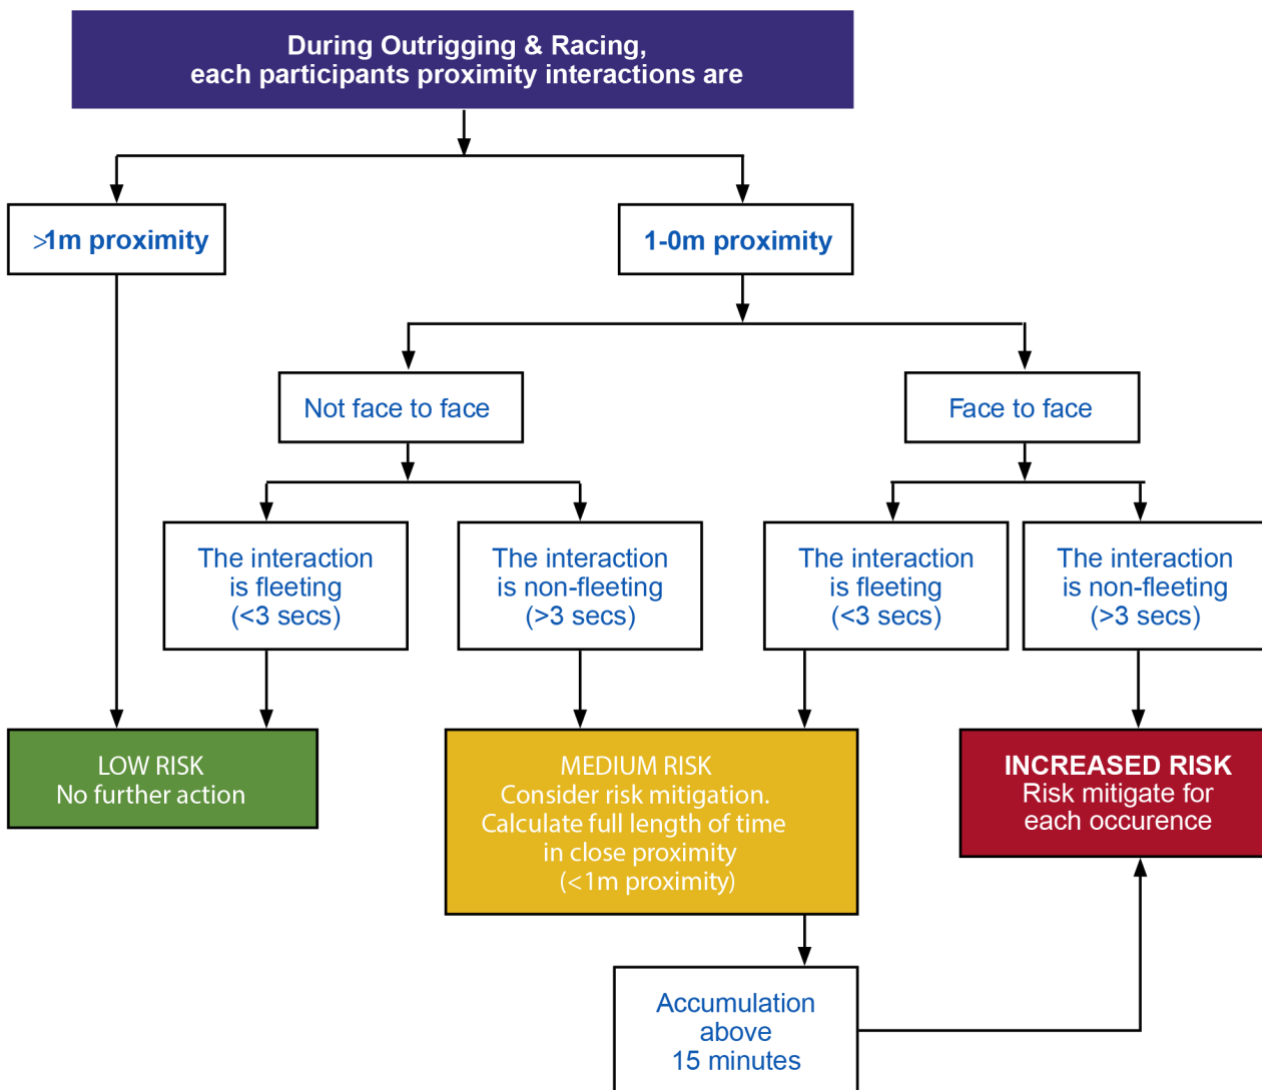 During Outrigging & Racing,
each participants proximity interactions are
>1m proximity
1-0m proximity
Not face to face
Face to face
The interaction
is fleeting
(<3 secs)
The interaction
is non-fleeting
(>3 secs)
The interaction
is fleeting
(<3 secs)
The interaction
is non-fleeting
(>3 secs)
LOW RISK
No further action
MEDIUM RISK
Consider risk mitigation.
Calculate full length of time
in close proximity
(<1m proximity)
INCREASED RISK
Risk mitigate for
each occurence
Accumulation
above
15 minutes